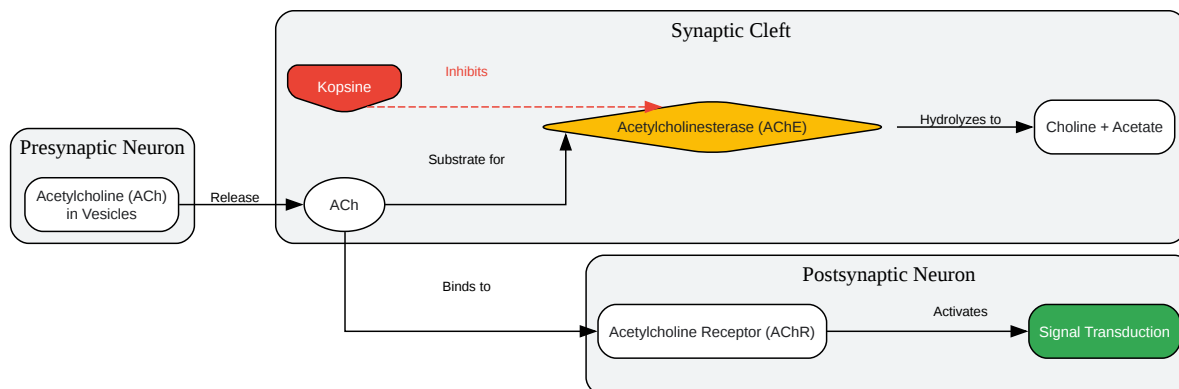 Synaptic Cleft
Kopsine
Inhibits
Acetylcholinesterase (AChE)
Hydrolyzes to
Choline + Acetate
Presynaptic Neuron
Acetylcholine (ACh)
in Vesicles
Release
ACh
Substrate for
Binds to
Postsynaptic Neuron
Acetylcholine Receptor (AChR)
Activates
Signal Transduction